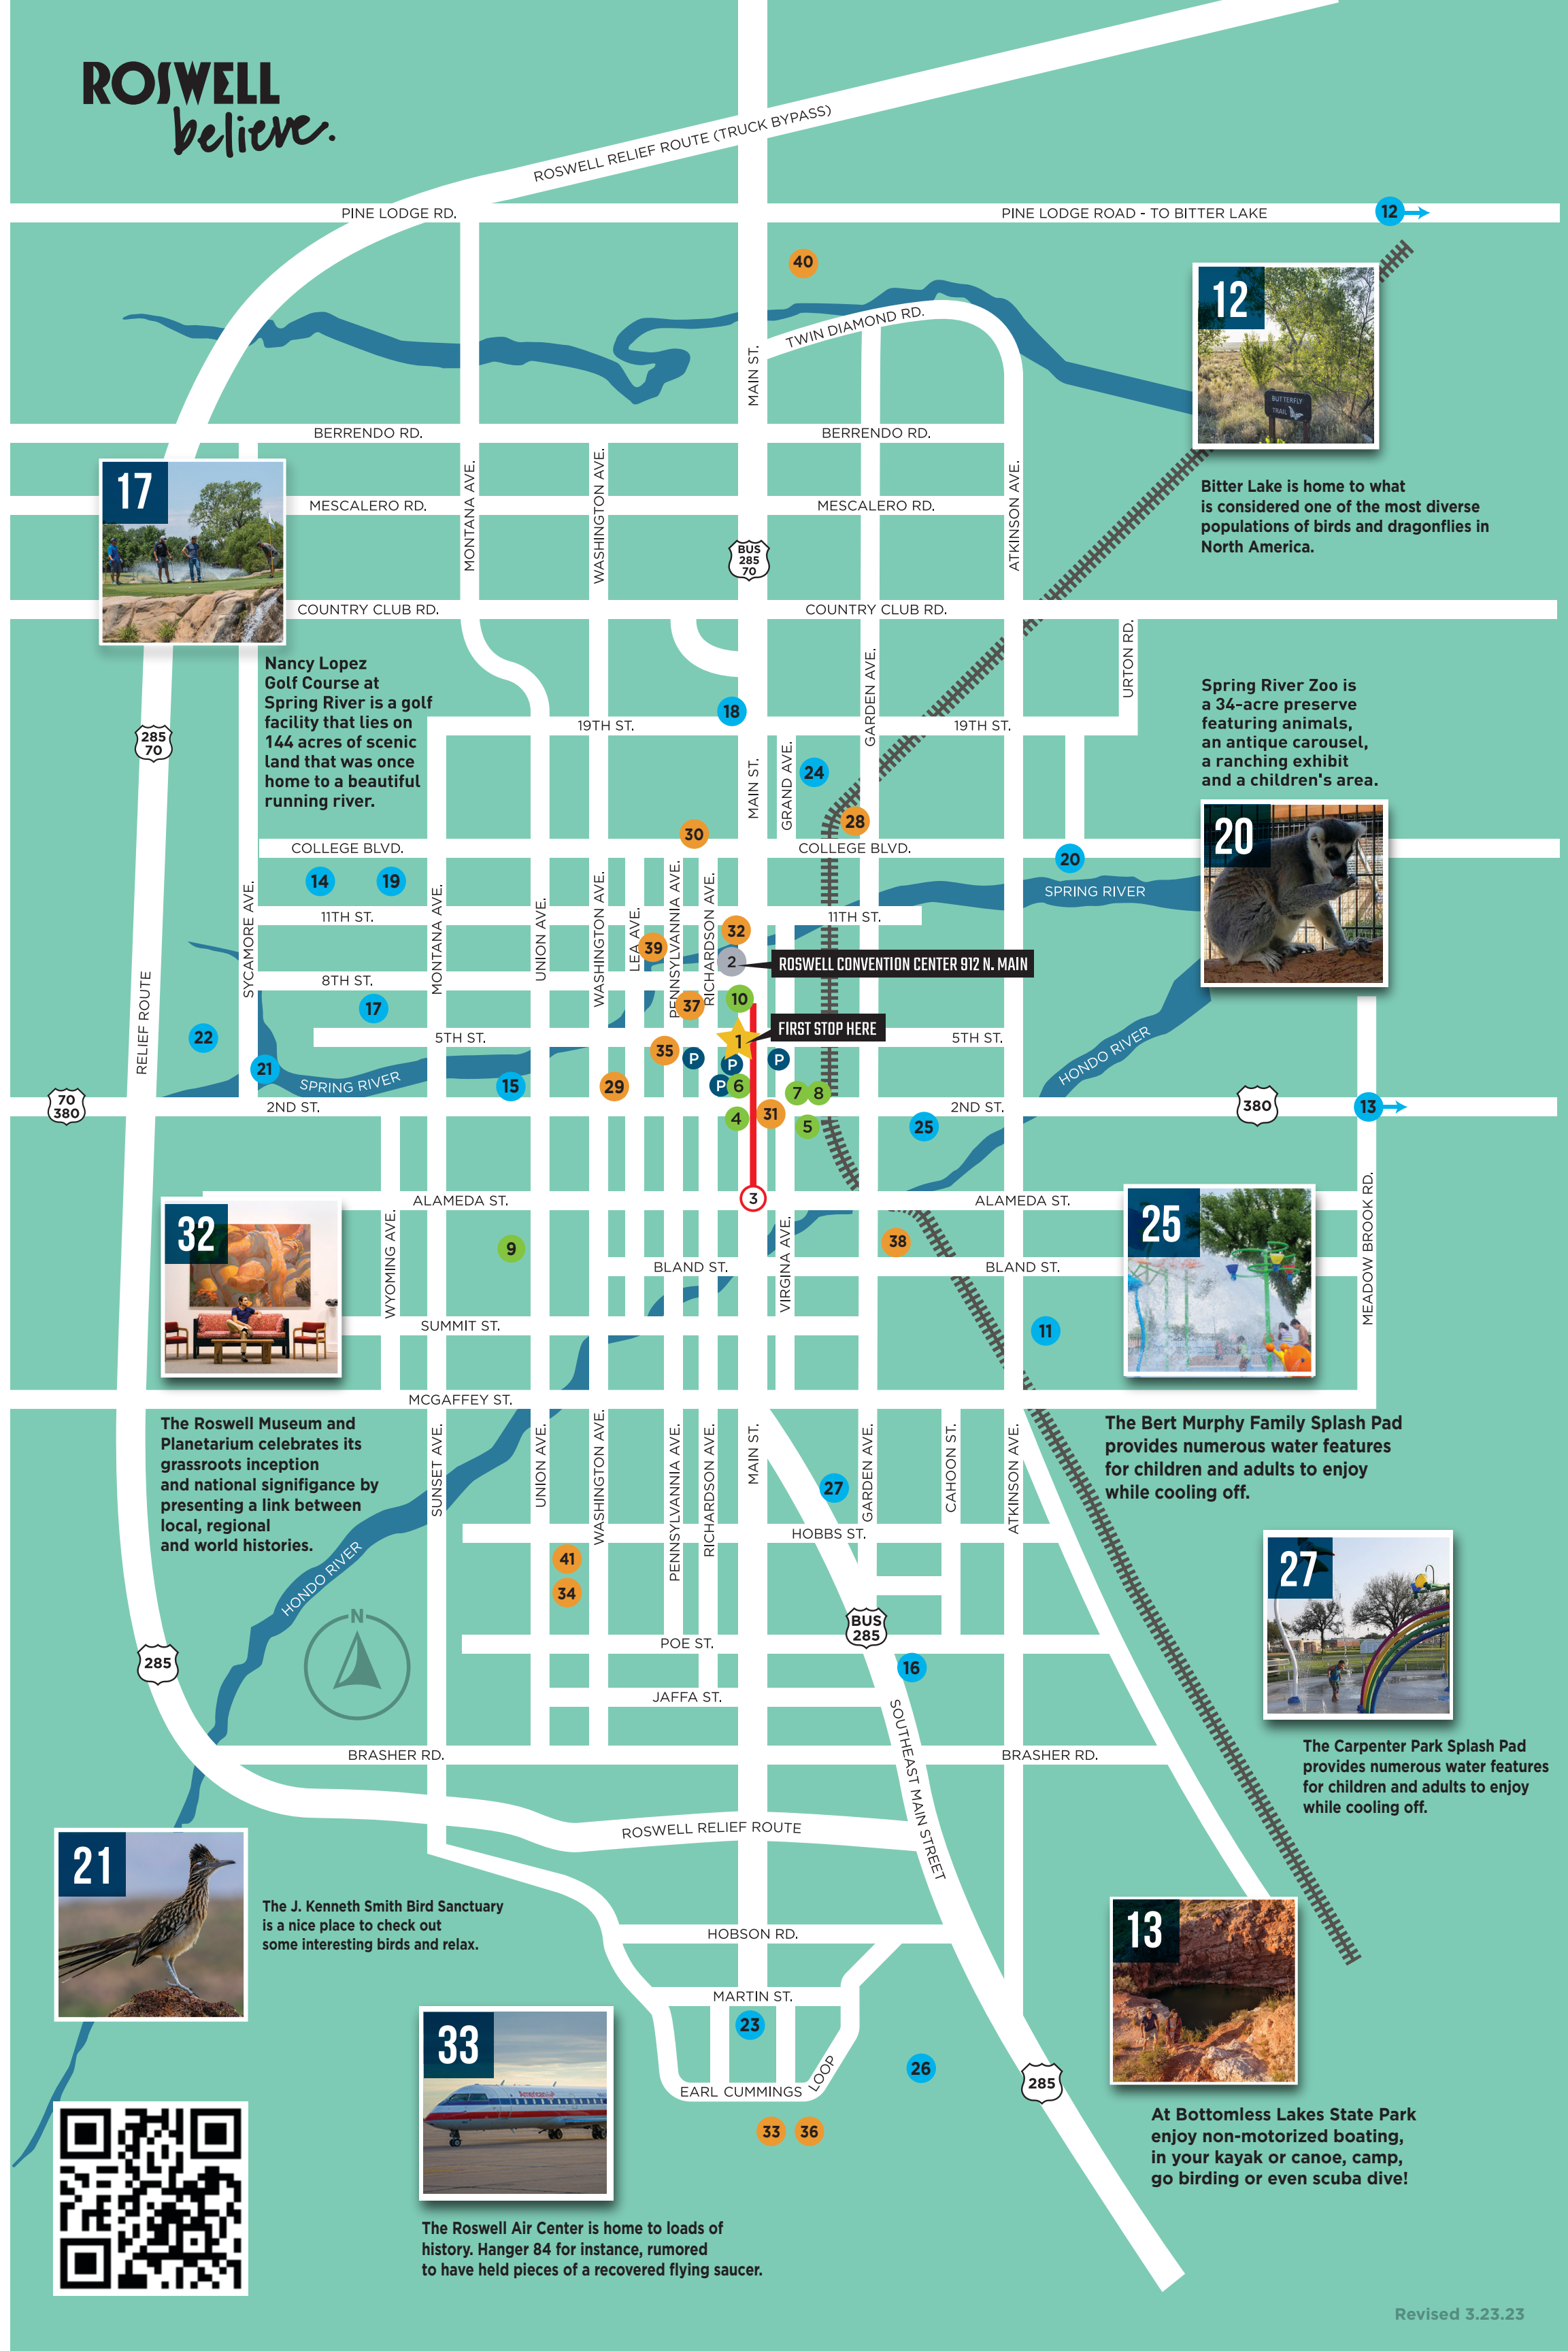 ROSWELL
believe.
ROSWELL RELIEF ROUTE (TRUCK BYPASS)
PINE LODGE RD.
PINE LODGE ROAD - TO BITTER LAKE
12
40
12
BUTTERFLY
TRAIL
TWIN DIAMOND RD.
MAIN ST.
BERRENDO RD.
BERRENDO RD.
17
MONTANA AVE.
WASHINGTON AVE.
ATKINSON AVE.
MESCALERO RD.
MESCALERO RD.
Bitter Lake is home to what
is considered one of the most diverse
populations of birds and dragonflies in
North America.
BUS
285
70
COUNTRY CLUB RD.
COUNTRY CLUB RD.
URTON RD.
GARDEN AVE.
Nancy Lopez
Golf Course at
Spring River is a golf
facility that lies on
144 acres of scenic
land that was once
home to a beautiful
running river.
Spring River Zoo is
a 34-acre preserve
featuring animals,
an antique carousel,
a ranching exhibit
and a children's area.
18
19TH ST.
19TH ST.
285
70
MAIN ST.
GRAND AVE.
24
28
30
20
COLLEGE BLVD.
COLLEGE BLVD.
20
14
19
SPRING RIVER
SYCAMORE AVE.
MONTANA AVE.
UNION AVE.
WASHINGTON AVE.
LEA AVE.
PENNSYLVANIA AVE.
RICHARDSON AVE.
11TH ST.
11TH ST.
32
39
2
ROSWELL CONVENTION CENTER 912 N. MAIN
8TH ST.
10
37
17
RELIEF ROUTE
22
1
FIRST STOP HERE
5TH ST.
5TH ST.
35
P
P
P
HONDO RIVER
21
SPRING RIVER
15
29
P
6
7
8
70
380
2ND ST.
2ND ST.
380
13
4
31
5
25
3
ALAMEDA ST.
ALAMEDA ST.
32
9
38
25
WYOMING AVE.
VIRGINA AVE.
MEADOW BROOK RD.
BLAND ST.
BLAND ST.
SUMMIT ST.
11
MCGAFFEY ST.
The Roswell Museum and
Planetarium celebrates its
grassroots inception
and national signifigance by
presenting a link between
local, regional
and world histories.
The Bert Murphy Family Splash Pad
provides numerous water features
for children and adults to enjoy
while cooling off.
SUNSET AVE.
UNION AVE.
WASHINGTON AVE.
PENNSYLVANIA AVE.
RICHARDSON AVE.
MAIN ST.
GARDEN AVE.
CAHOON ST.
ATKINSON AVE.
27
HOBBS ST.
HONDO RIVER
41
34
27
N
BUS
285
POE ST.
285
16
JAFFA ST.
BRASHER RD.
BRASHER RD.
SOUTHEAST MAIN STREET
The Carpenter Park Splash Pad
provides numerous water features
for children and adults to enjoy
while cooling off.
ROSWELL RELIEF ROUTE
21
The J. Kenneth Smith Bird Sanctuary
is a nice place to check out
some interesting birds and relax.
HOBSON RD.
13
MARTIN ST.
23
33
American
26
EARL CUMMINGS LOOP
285
33
36
At Bottomless Lakes State Park
enjoy non-motorized boating,
in your kayak or canoe, camp,
go birding or even scuba dive!
The Roswell Air Center is home to loads of
history. Hanger 84 for instance, rumored
to have held pieces of a recovered flying saucer.
Revised 3.23.23